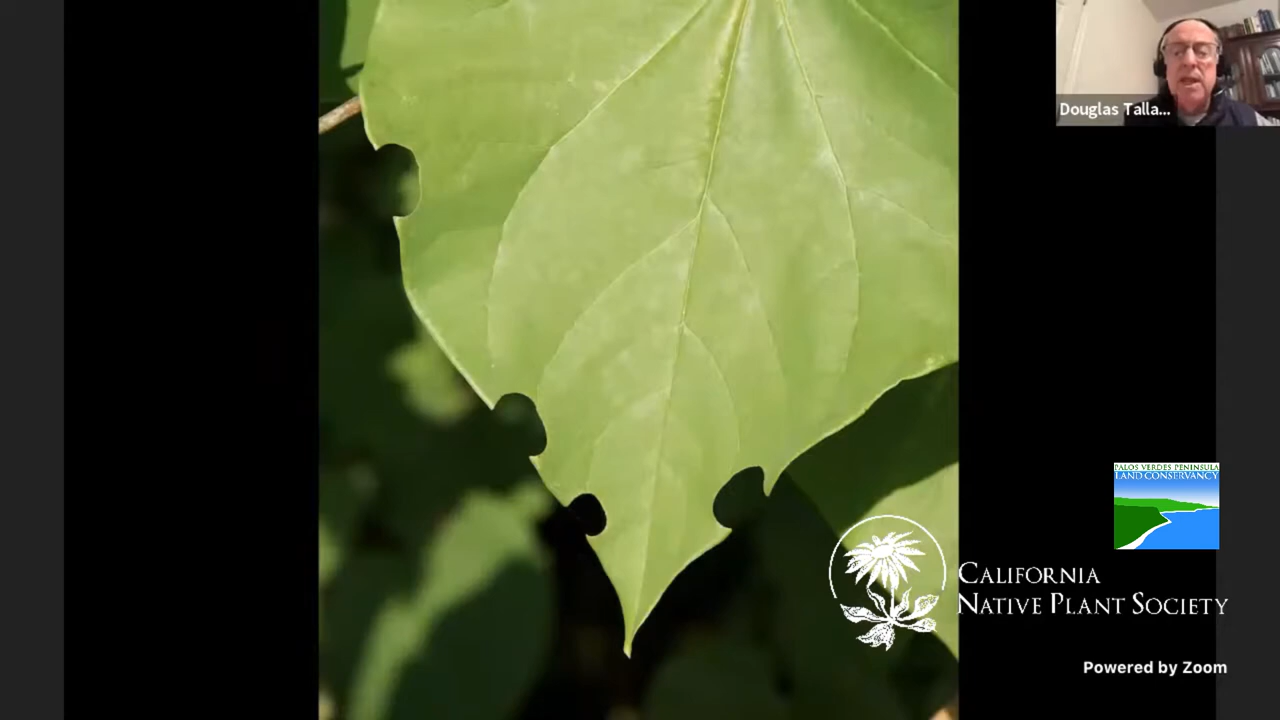 Douglas Talla...
PALOS VERDES PENINSULA
LAND CONSERVANCY
CALIFORNIA
NATIVE PLANT SOCIETY
Powered by Zoom